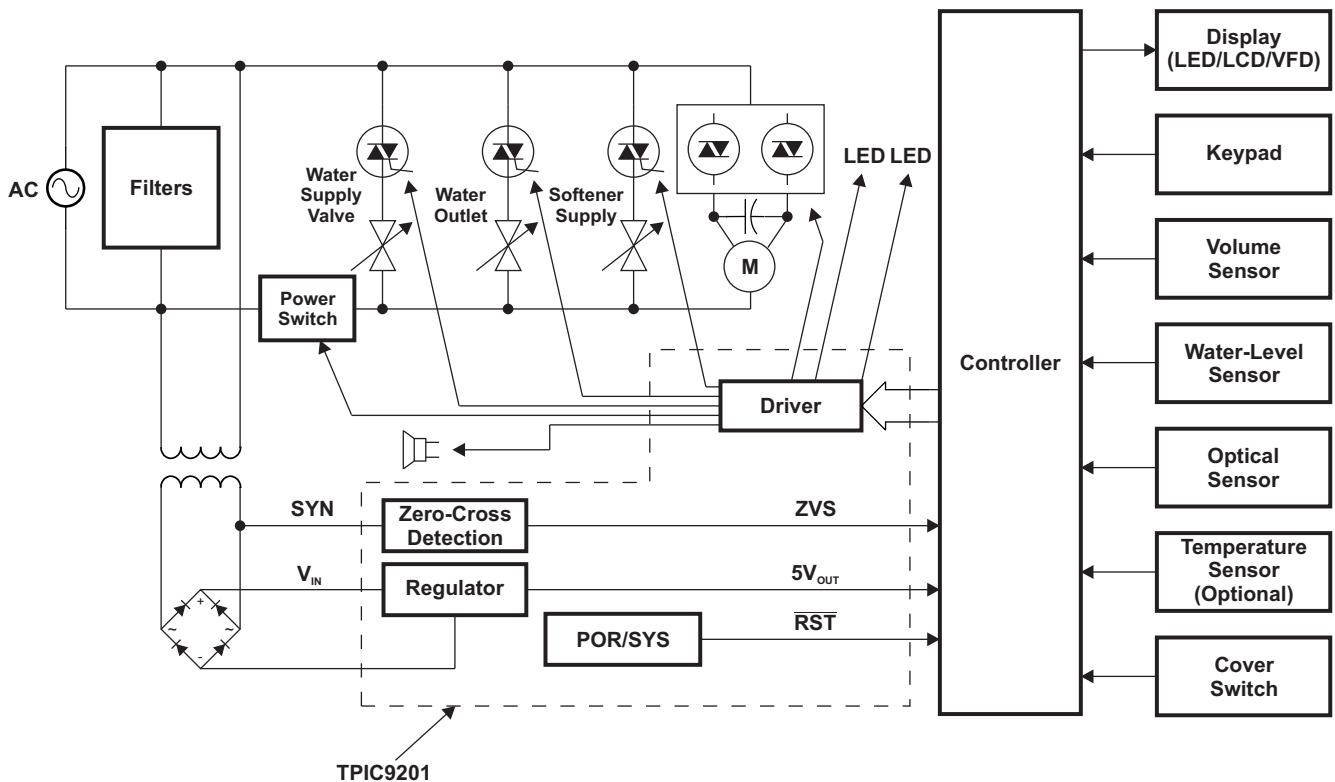 AC
Filters
Water
Supply
Valve
Water
Outlet
Softener
Supply
M
LED LED
Power
Switch
Driver
Controller
Display
(LED/LCD/VFD)
Keypad
Volume
Sensor
Water-Level
Sensor
Optical
Sensor
Temperature
Sensor
(Optional)
Cover
Switch
SYN
Zero-Cross
Detection
ZVS
VIN
Regulator
5VOUT
POR/SYS
RST
+
~ ~
-
TPIC9201